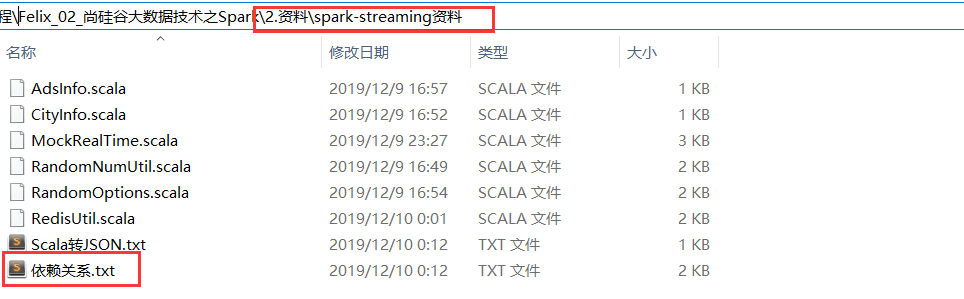 程\Felix_02_尚硅谷大数据技术之Spark\2.资料\spark-streaming资料
名称 修改日期 类型 大小
AdsInfo.scala 2019/12/9 16:57 SCALA 文件 1 KB
CityInfo.scala 2019/12/9 16:52 SCALA 文件 1 KB
MockRealTime.scala 2019/12/9 23:27 SCALA 文件 3 KB
RandomNumUtil.scala 2019/12/9 16:49 SCALA 文件 2 KB
RandomOptions.scala 2019/12/9 16:54 SCALA 文件 2 KB
RedisUtil.scala 2019/12/10 0:01 SCALA 文件 2 KB
Scala转JSON.txt 2019/12/10 0:12 TXT 文件 1 KB
依赖关系.txt 2019/12/10 0:12 TXT 文件 2 KB